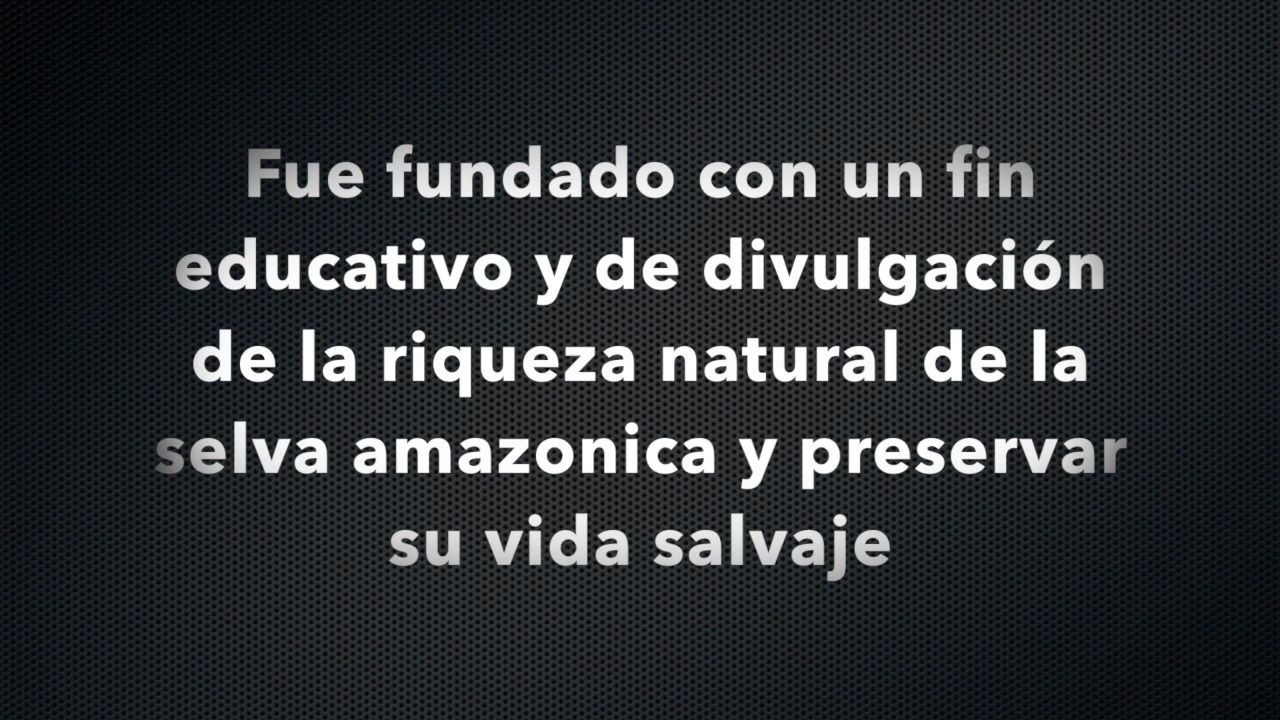 Fue fundado con un fin
educativo y de divulgación
de la riqueza natural de la
selva amazonica y preservar
su vida salvaje